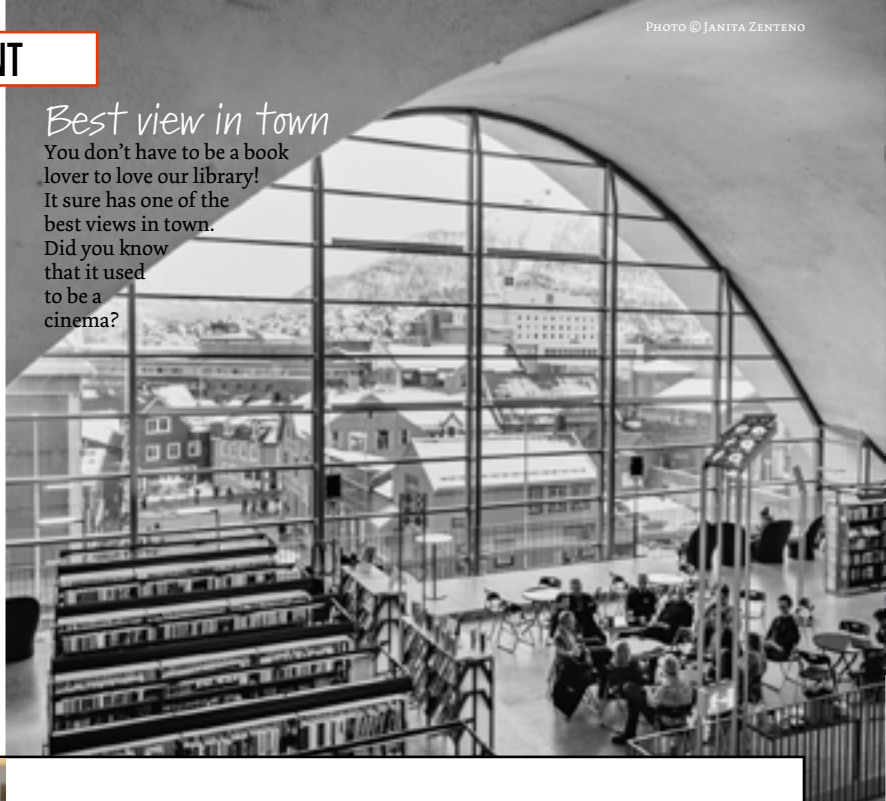 PHOTO © JANITA ZENTENO
NT
Best view in town
You don't have to be a book
lover to love our library!
It sure has one of the
best views in town.
Did you know
that it used
to be a
cinema?